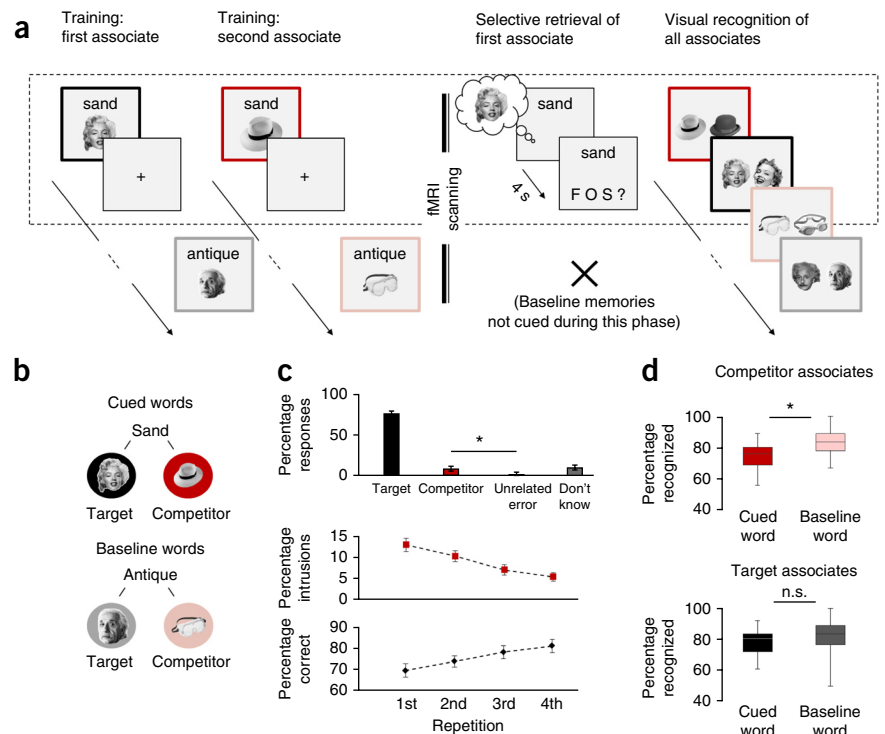 a
Training:
first associate
Training:
second associate
Selective retrieval of
first associate
Visual recognition of
all associates
sand
+
sand
+
antique
antique
fMRI
scanning
sand
sand
F O S ?
4 s
(Baseline memories
not cued during this phase)
b
Cued words
Sand
Target
Competitor
Baseline words
Antique
Target
Competitor
c
Percentage
responses
100
50
0
*
Target
Competitor
Unrelated
error
Don't
know
Percentage
intrusions
15
10
5
0
Percentage
correct
90
80
70
60
1st
2nd
3rd
4th
Repetition
d
Competitor associates
*
Percentage
recognized
100
80
60
40
Cued
word
Baseline
word
Target associates
n.s.
Percentage
recognized
100
80
60
40
Cued
word
Baseline
word